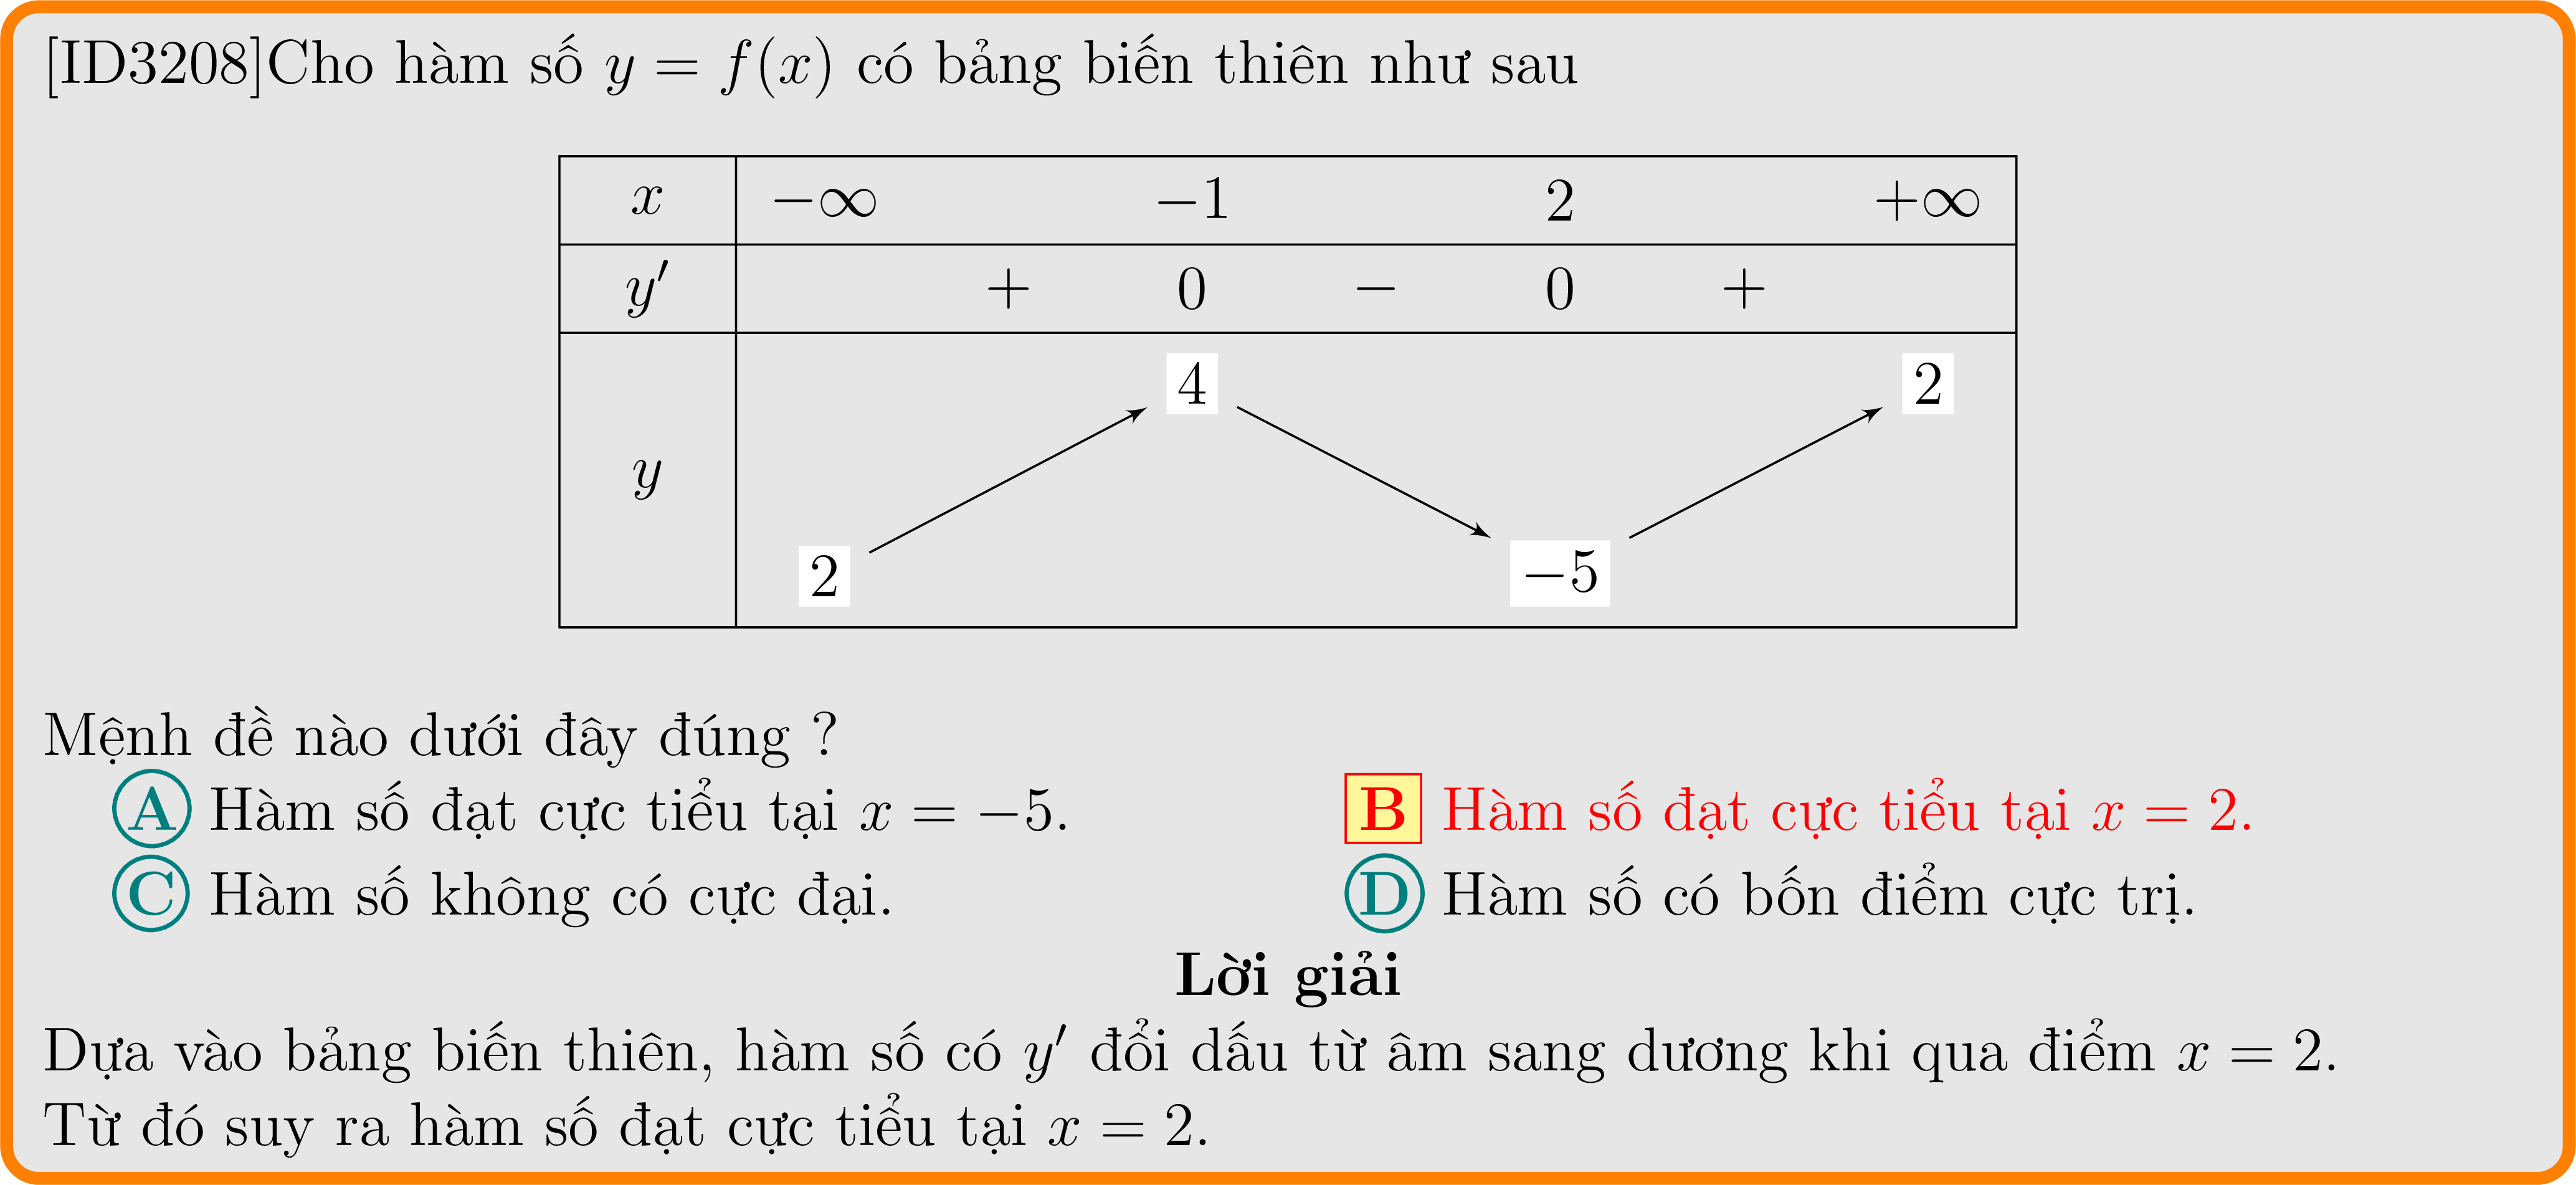 [ID3208]Cho hàm số y = f(x) có bảng biến thiên như sau
x −∞ −1 2 +∞
y′ + 0 − 0 +
4 2
y
2 −5
Mệnh đề nào dưới đây đúng ?
A Hàm số đạt cực tiểu tại x = −5. B Hàm số đạt cực tiểu tại x = 2.
C Hàm số không có cực đại. D Hàm số có bốn điểm cực trị.
Lời giải
Dựa vào bảng biến thiên, hàm số có y′ đổi dấu từ âm sang dương khi qua điểm x = 2.
Từ đó suy ra hàm số đạt cực tiểu tại x = 2.